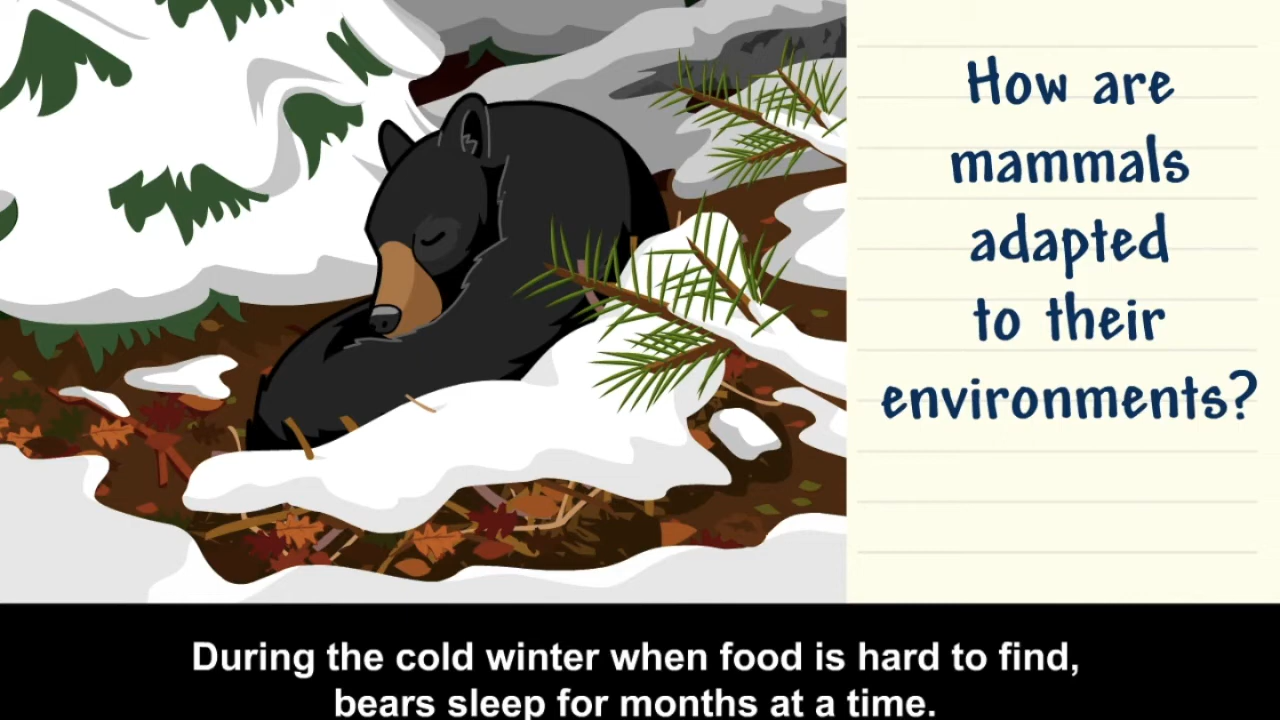 How are
mammals
adapted
to their
environments?
During the cold winter when food is hard to find,
bears sleep for months at a time.